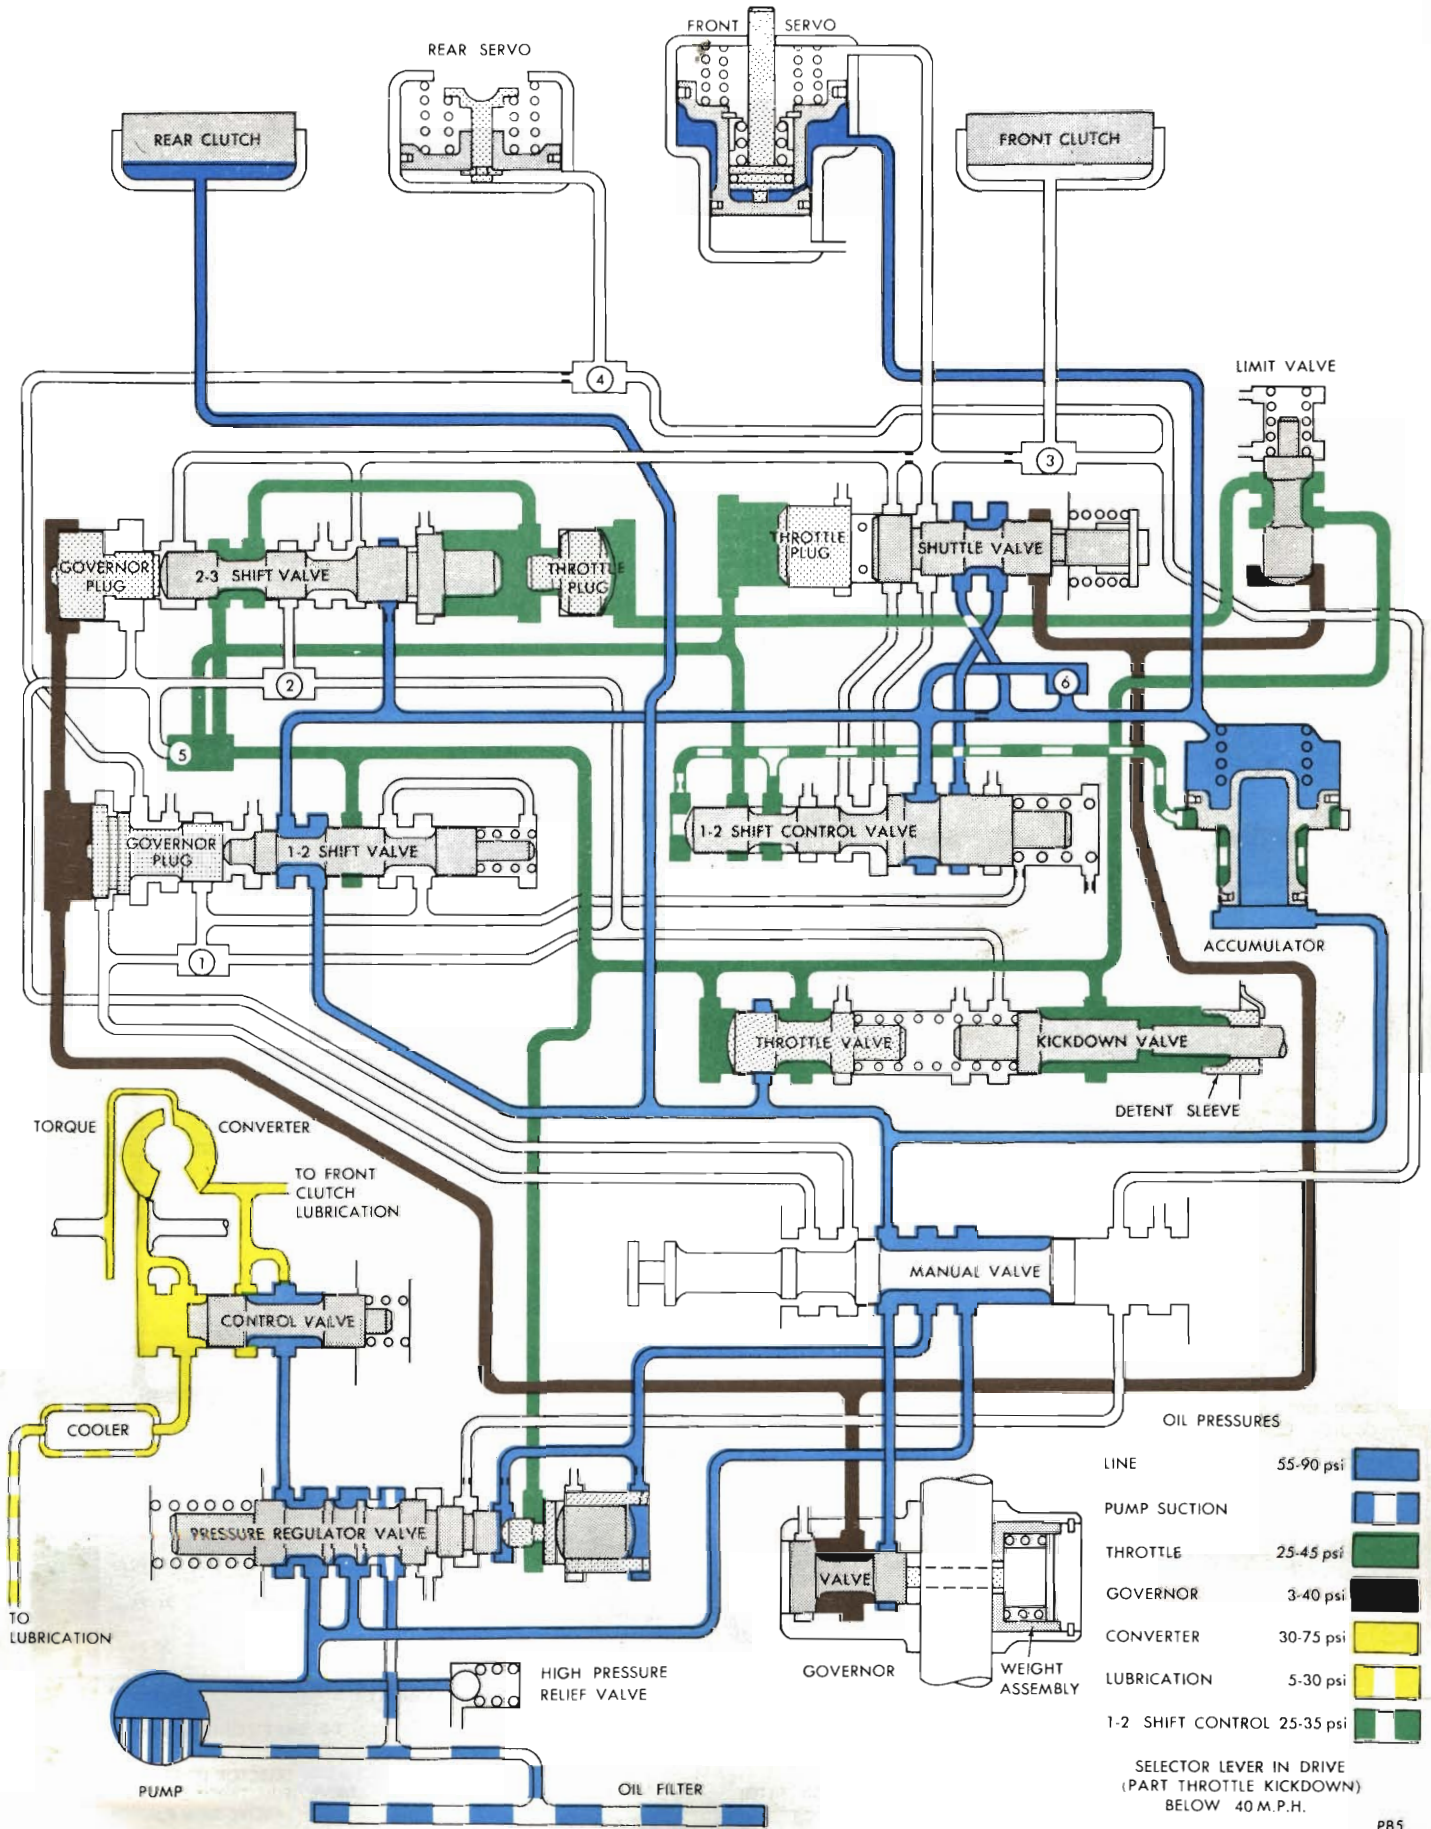 FRONT SERVO
REAR SERVO
REAR CLUTCH
FRONT CLUTCH
LIMIT VALVE
4
3
GOVERNOR
PLUG
2-3 SHIFT VALVE
THROTTLE
PLUG
THROTTLE
PLUG
SHUTTLE VALVE
2
6
5
GOVERNOR
PLUG
1-2 SHIFT VALVE
1-2 SHIFT CONTROL VALVE
ACCUMULATOR
1
THROTTLE VALVE
KICKDOWN VALVE
DETENT SLEEVE
TORQUE CONVERTER
TO FRONT
CLUTCH
LUBRICATION
MANUAL VALVE
CONTROL VALVE
COOLER
OIL PRESSURES
LINE 55-90 psi
PUMP SUCTION
THROTTLE 25-45 psi
GOVERNOR 3-40 psi
CONVERTER 30-75 psi
LUBRICATION 5-30 psi
1-2 SHIFT CONTROL 25-35 psi
PRESSURE REGULATOR VALVE
VALVE
TO
LUBRICATION
GOVERNOR
WEIGHT
ASSEMBLY
HIGH PRESSURE
RELIEF VALVE
PUMP
OIL FILTER
SELECTOR LEVER IN DRIVE
(PART THROTTLE KICKDOWN)
BELOW 40 M.P.H.
P85